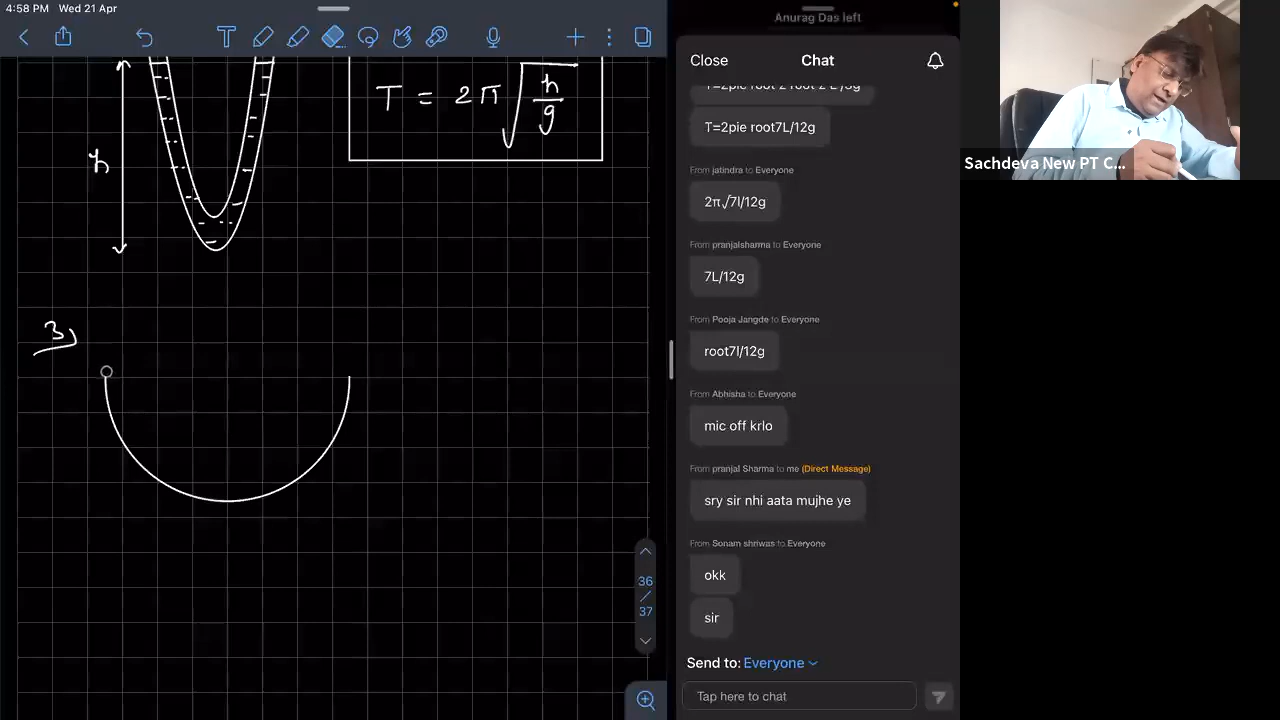 4:58 PM Wed 21 Apr
T = 2π √h/g
h
3)
36
37
Anurag Das left
Close
Chat
T=2pie root7L/12g
From jatindra to Everyone
2π√7l/12g
From pranjalsharma to Everyone
7L/12g
From Pooja Jangde to Everyone
root7l/12g
From Abhisha to Everyone
mic off krlo
From pranjal Sharma to me (Direct Message)
sry sir nhi aata mujhe ye
From Sonam shriwas to Everyone
okk
sir
Send to: Everyone
Tap here to chat
Sachdeva New PT C...